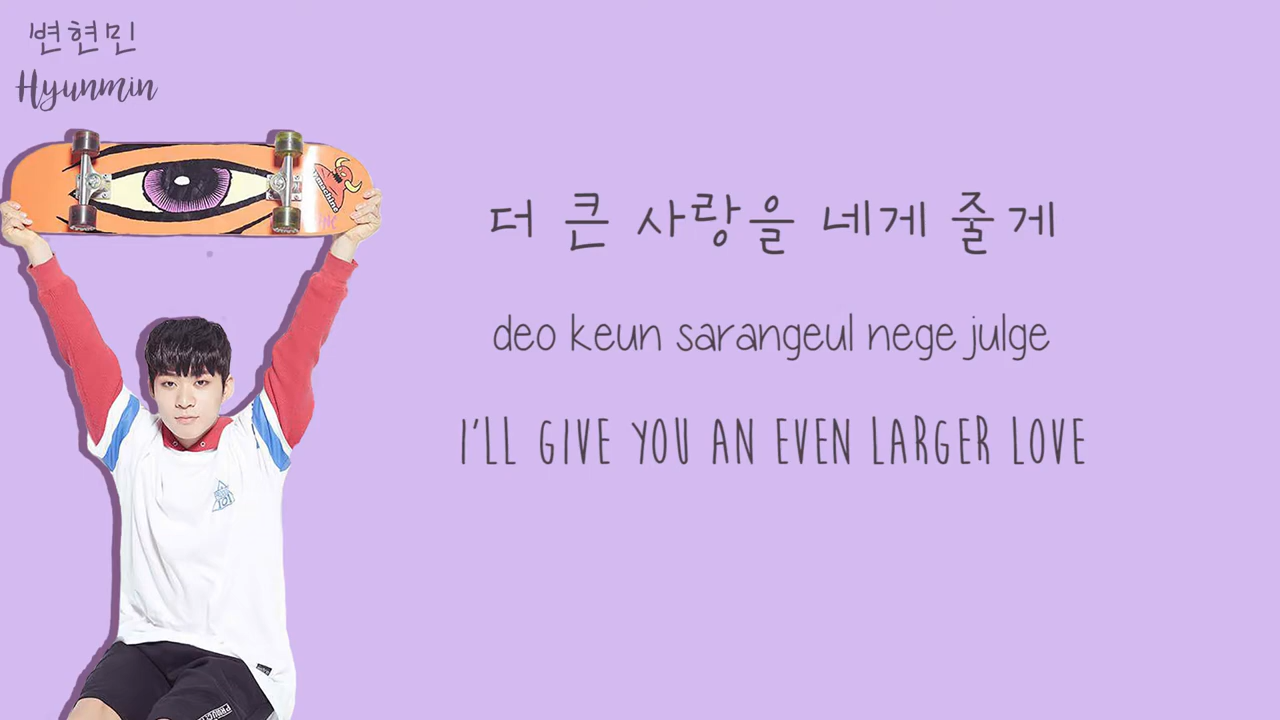 변현민
Hyunmin
더 큰 사랑을 네게 줄게
deo keun sarangeul nege julge
I'LL GIVE YOU AN EVEN LARGER LOVE
101